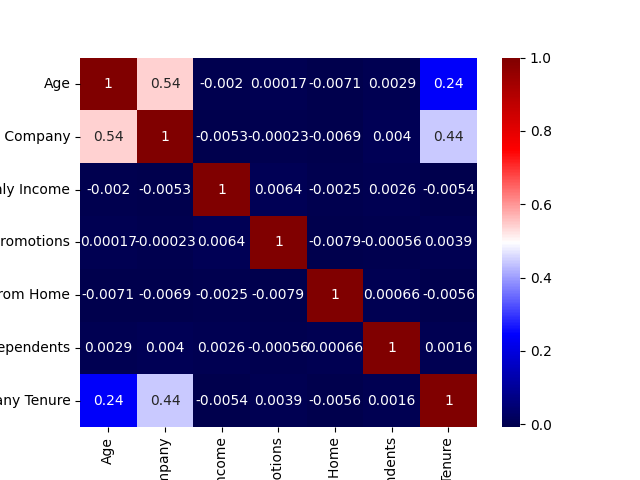 Age 1 0.54 -0.002 0.00017 -0.0071 0.0029 0.24
Company 0.54 1 -0.0053 -0.00023 -0.0069 0.004 0.44
ly Income -0.002 -0.0053 1 0.0064 -0.0025 0.0026 -0.0054
romotions 0.00017 -0.00023 0.0064 1 -0.0079 -0.00056 0.0039
rom Home -0.0071 -0.0069 -0.0025 -0.0079 1 0.00066 -0.0056
ependents 0.0029 0.004 0.0026 -0.00056 0.00066 1 0.0016
any Tenure 0.24 0.44 -0.0054 0.0039 -0.0056 0.0016 1
Age
mpany
ncome
otions
Home
ndents
Tenure
1.0
0.8
0.6
0.4
0.2
0.0